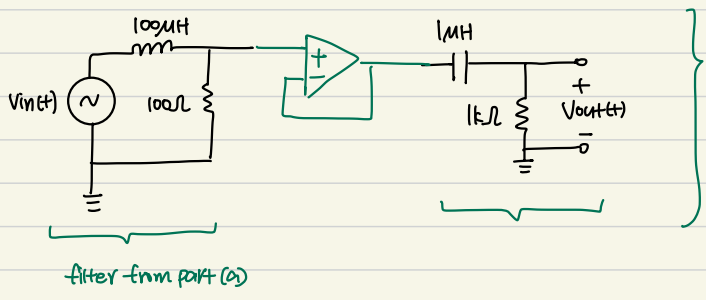 100μH
1μH
+
−
Vin(t)
100Ω
1kΩ
+
Vout(t)
−
filter from part (a)